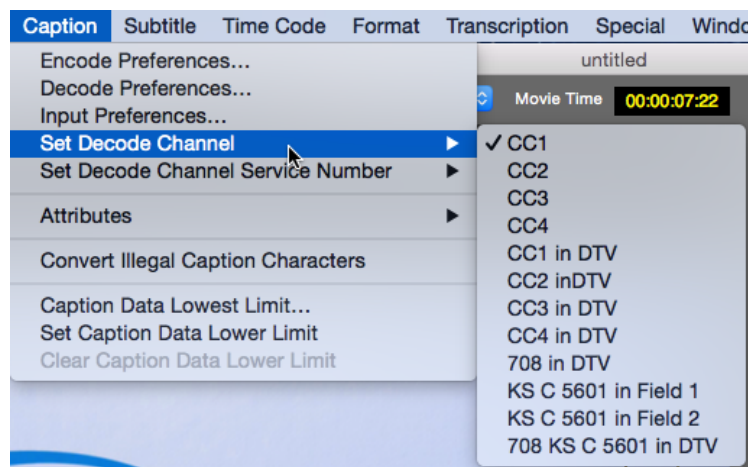 Caption Subtitle Time Code Format Transcription Special
untitled
Movie Time 00:00:07:22
Encode Preferences...
Decode Preferences...
Input Preferences...
Set Decode Channel
Set Decode Channel Service Number
Attributes
Convert Illegal Caption Characters
Caption Data Lowest Limit...
Set Caption Data Lower Limit
Clear Caption Data Lower Limit
CC1
CC2
CC3
CC4
CC1 in DTV
CC2 inDTV
CC3 in DTV
CC4 in DTV
708 in DTV
KS C 5601 in Field 1
KS C 5601 in Field 2
708 KS C 5601 in DTV